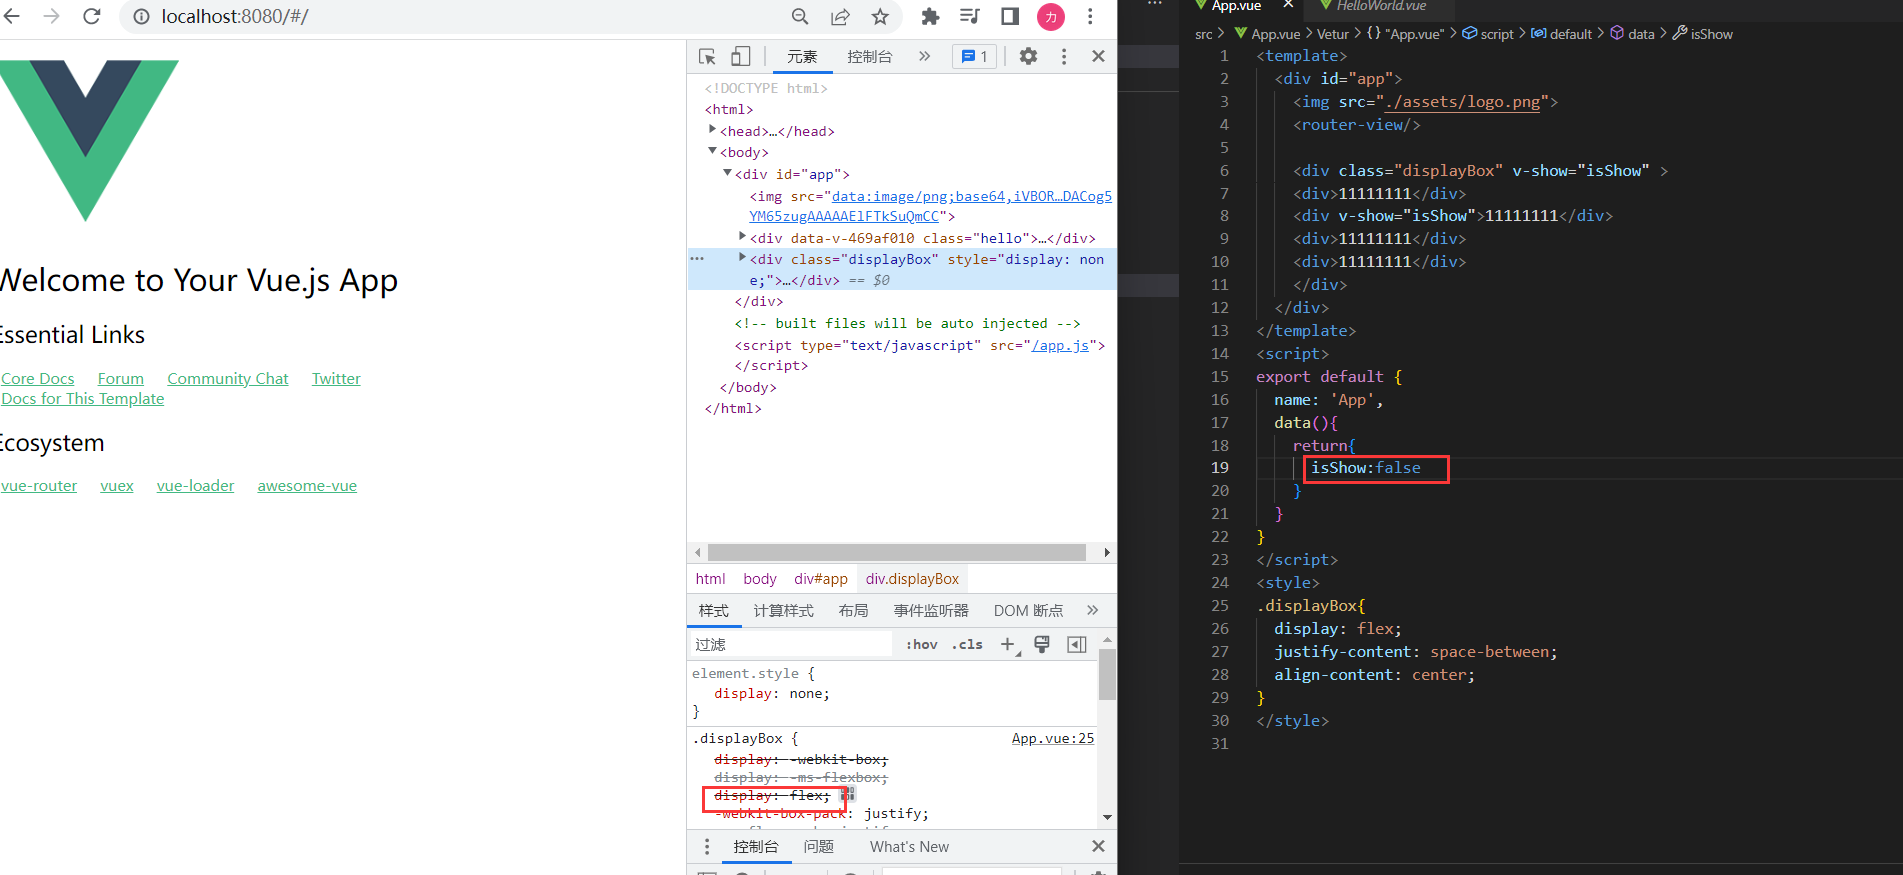 localhost:8080/#/
力
Welcome to Your Vue.js App
Essential Links
Core Docs Forum Community Chat Twitter
Docs for This Template
Ecosystem
vue-router vuex vue-loader awesome-vue
元素 控制台 » 1
<!DOCTYPE html>
<html>
<head>…</head>
<body>
<div id="app">
<img src="data:image/png;base64,iVBOR…DACog5
YM65zugAAAAAElFTkSuQmCC">
<div data-v-469af010 class="hello">…</div>
<div class="displayBox" style="display: non
e;">…</div> == $0
</div>
<!-- built files will be auto injected -->
<script type="text/javascript" src="/app.js">
</script>
</body>
</html>
html body div#app div.displayBox
样式 计算样式 布局 事件监听器 DOM 断点 »
过滤 :hov .cls +
element.style {
display: none;
}
.displayBox { App.vue:25
display: -webkit-box;
display: -ms-flexbox;
display: flex;
-webkit-box-pack: justify;
控制台 问题 What's New
App.vue HelloWorld.vue
src > App.vue > Vetur > {} "App.vue" > script > default > data > isShow
1 <template>
2 <div id="app">
3 <img src="./assets/logo.png">
4 <router-view/>
5
6 <div class="displayBox" v-show="isShow" >
7 <div>11111111</div>
8 <div v-show="isShow">11111111</div>
9 <div>11111111</div>
10 <div>11111111</div>
11 </div>
12 </div>
13 </template>
14 <script>
15 export default {
16 name: 'App',
17 data(){
18 return{
19 isShow:false
20 }
21 }
22 }
23 </script>
24 <style>
25 .displayBox{
26 display: flex;
27 justify-content: space-between;
28 align-content: center;
29 }
30 </style>
31